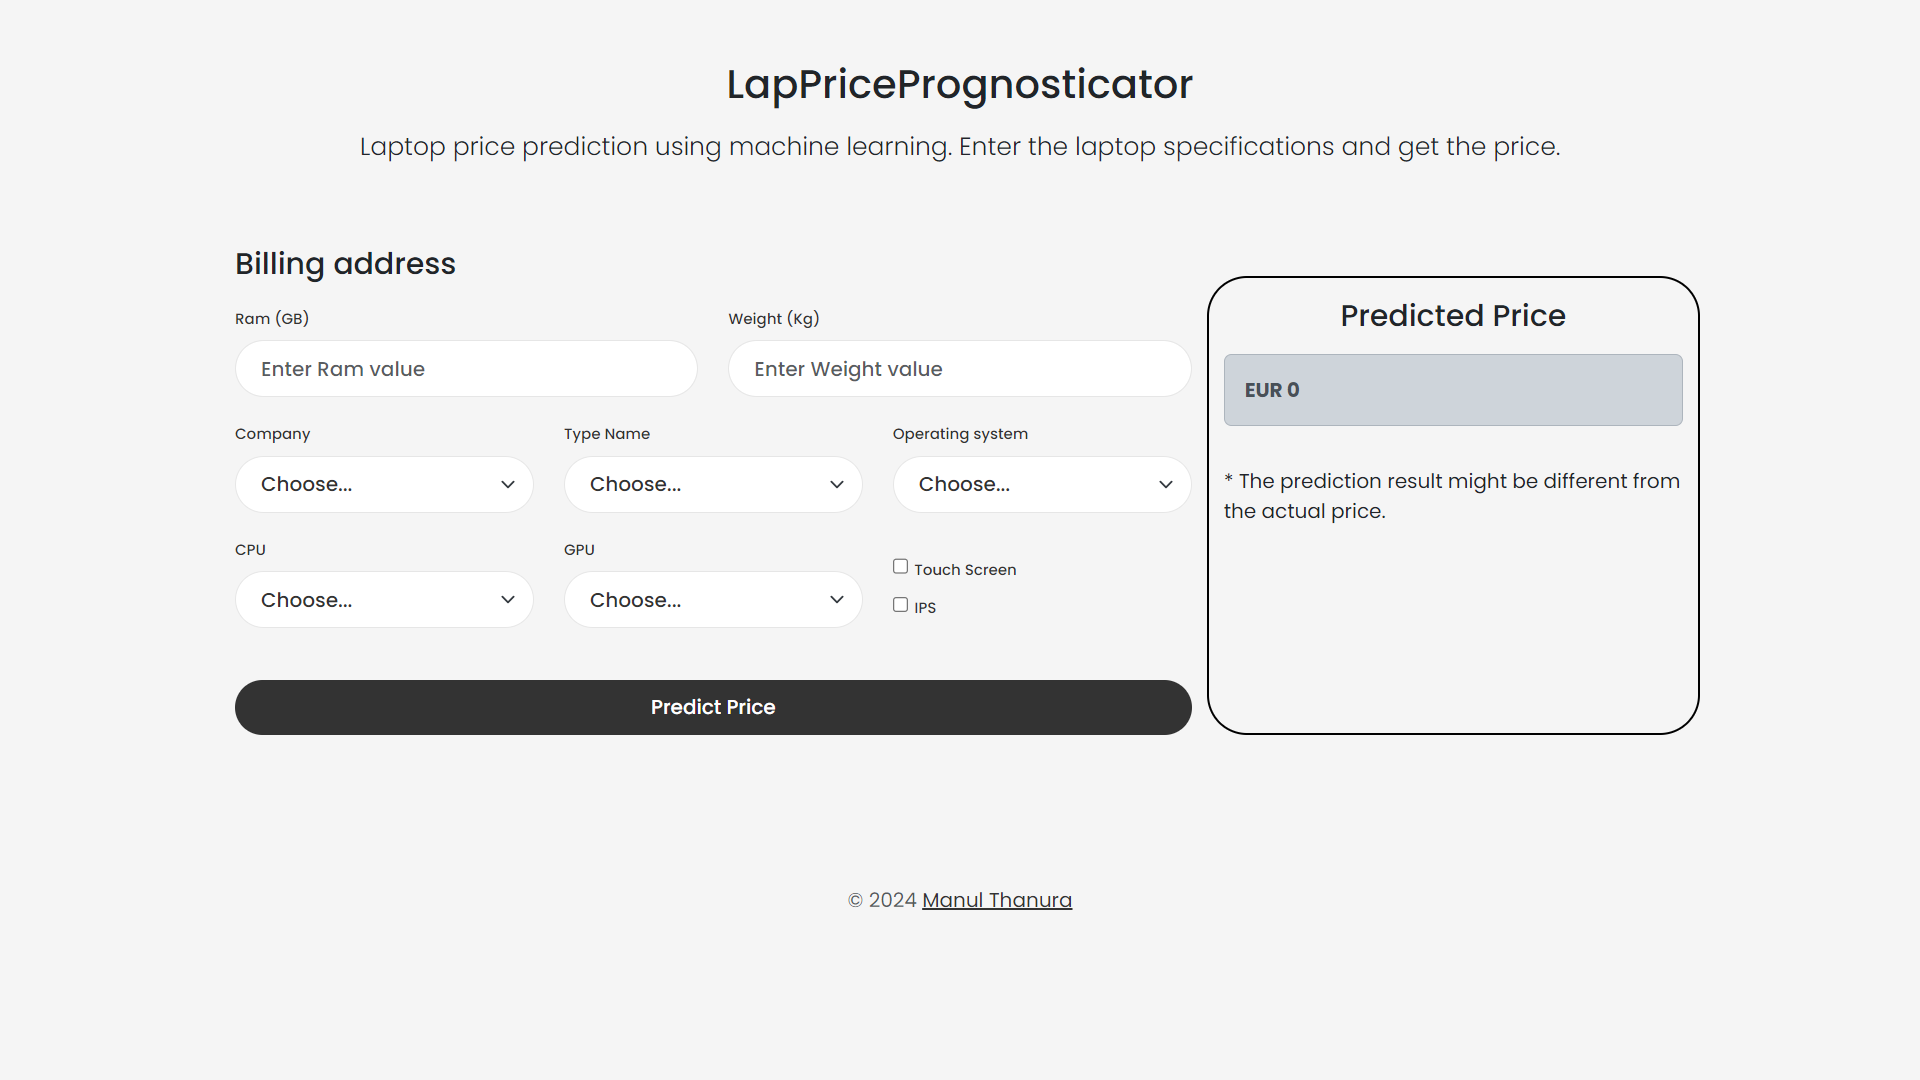 LapPricePrognosticator
Laptop price prediction using machine learning. Enter the laptop specifications and get the price.
Billing address
Ram (GB)
Weight (Kg)
Enter Ram value
Enter Weight value
Company
Type Name
Operating system
Choose...
Choose...
Choose...
CPU
GPU
Choose...
Choose...
Touch Screen
IPS
Predict Price
Predicted Price
EUR 0
* The prediction result might be different from
the actual price.
© 2024 Manul Thanura